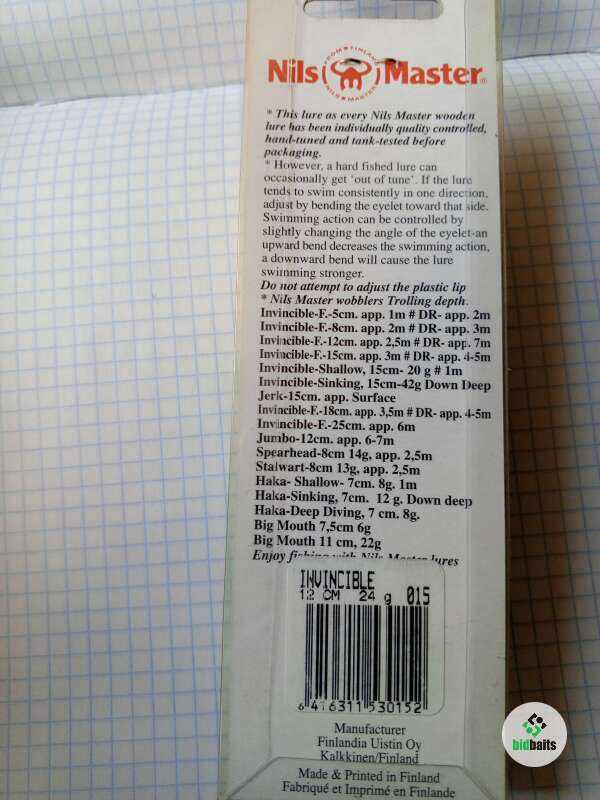 FROM FINLAND
Nils Master
NILS MASTER
* This lure as every Nils Master wooden
lure has been individually quality controlled,
hand-tuned and tank-tested before
packaging.
* However, a hard fished lure can
occasionally get 'out of tune'. If the lure
tends to swim consistently in one direction,
adjust by bending the eyelet toward that side.
Swimming action can be controlled by
slightly changing the angle of the eyelet-an
upward bend decreases the swimming action,
a downward bend will cause the lure
swimming stronger.
Do not attempt to adjust the plastic lip
* Nils Master wobblers Trolling depth.
Invincible-F.-5cm. app. 1m # DR- app. 2m
Invincible-F.-8cm. app. 2m # DR- app. 3m
Invincible-F.-12cm. app. 2,5m # DR- app. 7m
Invincible-F.-15cm. app. 3m # DR- app. 4-5m
Invincible-Shallow, 15cm- 20 g # 1m
Invincible-Sinking, 15cm-42g Down Deep
Jerk-15cm. app. Surface
Invincible-F.-18cm. app. 3,5m # DR- app. 4-5m
Invincible-F.-25cm. app. 6m
Jumbo-12cm. app. 6-7m
Spearhead-8cm 14g, app. 2,5m
Stalwart-8cm 13g, app. 2,5m
Haka- Shallow- 7cm. 8g. 1m
Haka-Sinking, 7cm. 12 g. Down deep
Haka-Deep Diving, 7 cm. 8g.
Big Mouth 7,5cm 6g
Big Mouth 11 cm, 22g
Enjoy fishing with Nils Master lures
INVINCIBLE
12 CM 24 g 015
6 416311 530152
Manufacturer
Finlandia Uistin Oy
Kalkkinen/Finland
Made & Printed in Finland
Fabriqué et Imprimé en Finlande
bidbaits